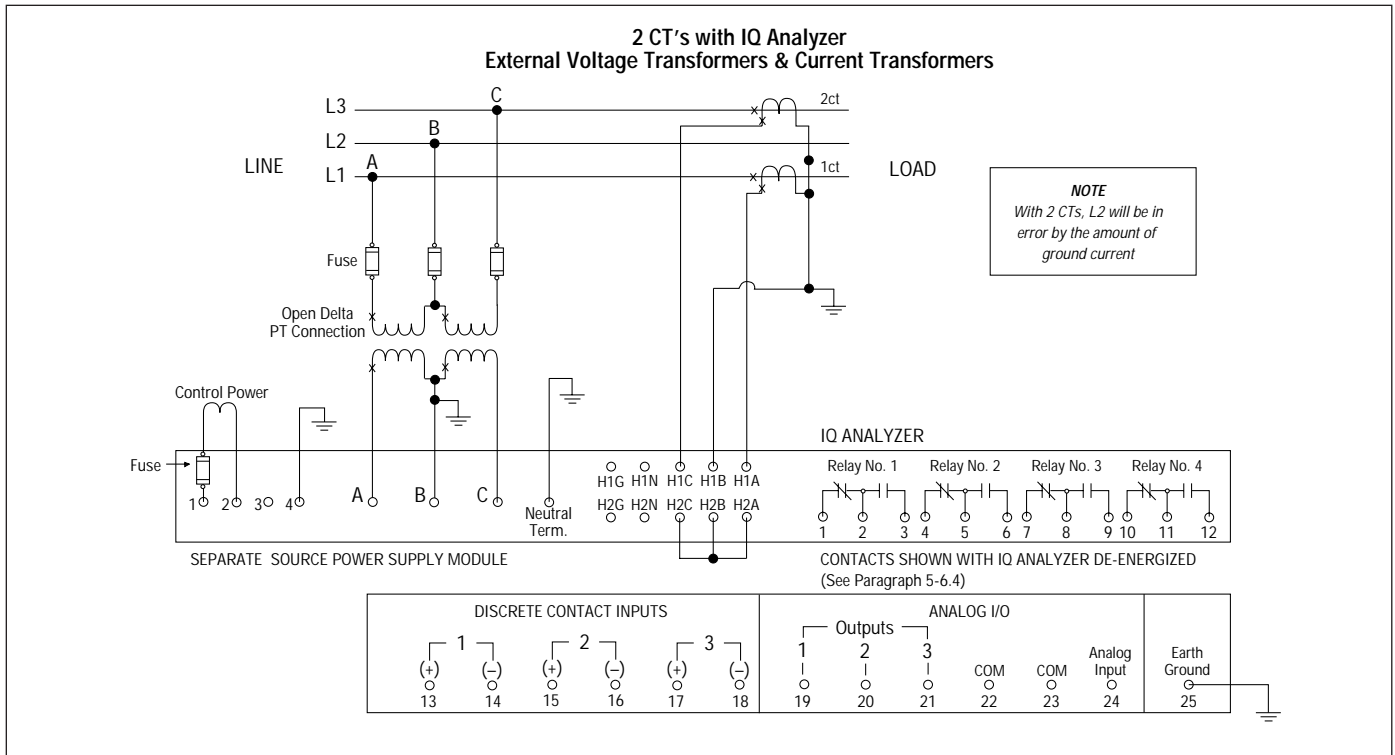 2 CT's with IQ Analyzer
External Voltage Transformers & Current Transformers
C
L3
2ct
B
L2
LINE
A
L1
1ct
LOAD
NOTE
With 2 CTs, L2 will be in
error by the amount of
ground current
Fuse
Open Delta
PT Connection
Control Power
IQ ANALYZER
Fuse
1 2 3 4
A B C
Neutral
Term.
H1G H1N H1C H1B H1A
H2G H2N H2C H2B H2A
Relay No. 1 Relay No. 2 Relay No. 3 Relay No. 4
1 2 3 4 5 6 7 8 9 10 11 12
SEPARATE SOURCE POWER SUPPLY MODULE
CONTACTS SHOWN WITH IQ ANALYZER DE-ENERGIZED
(See Paragraph 5-6.4)
DISCRETE CONTACT INPUTS
1 2 3
(+) (–) (+) (–) (+) (–)
13 14 15 16 17 18
ANALOG I/O
Outputs
1 2 3
COM COM
Analog
Input
19 20 21 22 23 24
Earth
Ground
25